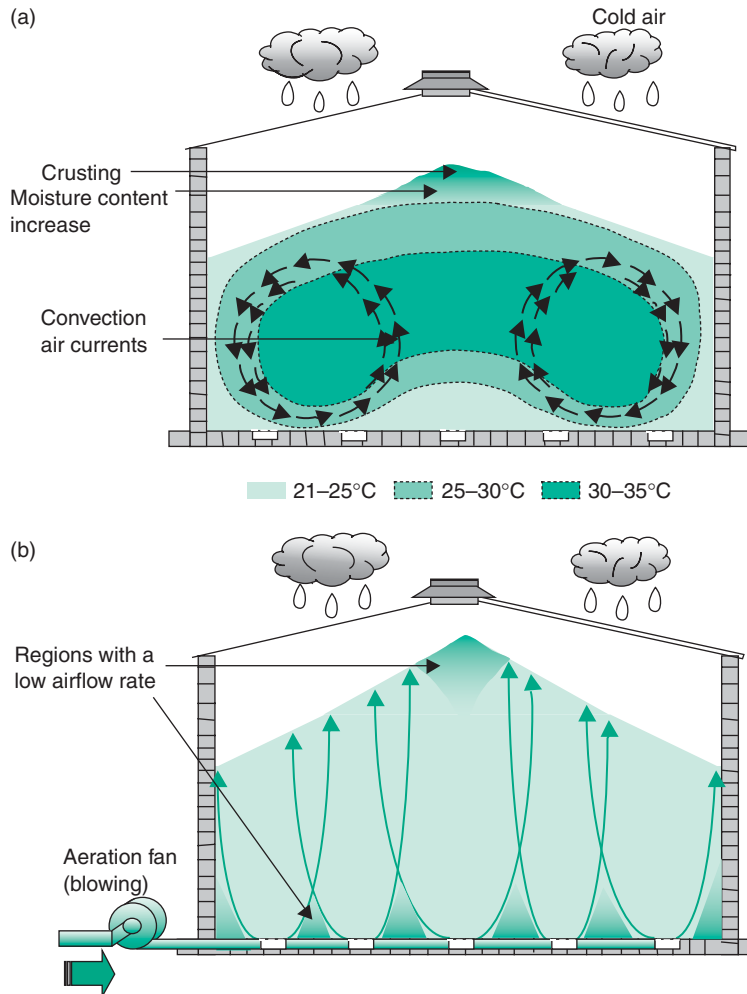 (a)
Cold air
Crusting
Moisture content
increase
Convection
air currents
21–25°C 25–30°C 30–35°C
(b)
Regions with a
low airflow rate
Aeration fan
(blowing)